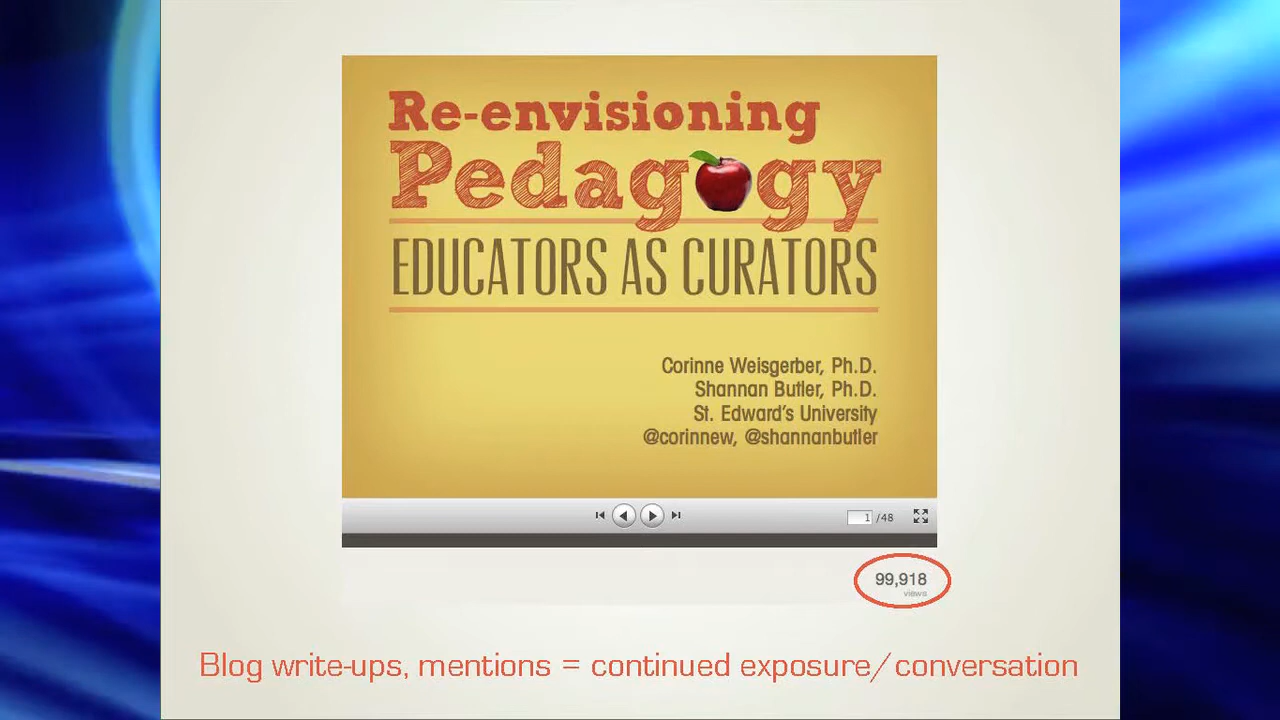 Re-envisioning
Pedagogy
EDUCATORS AS CURATORS
Corinne Weisgerber, Ph.D.
Shannan Butler, Ph.D.
St. Edward's University
@corinnew, @shannanbutler
1 /48
99,918
views
Blog write-ups, mentions = continued exposure/conversation